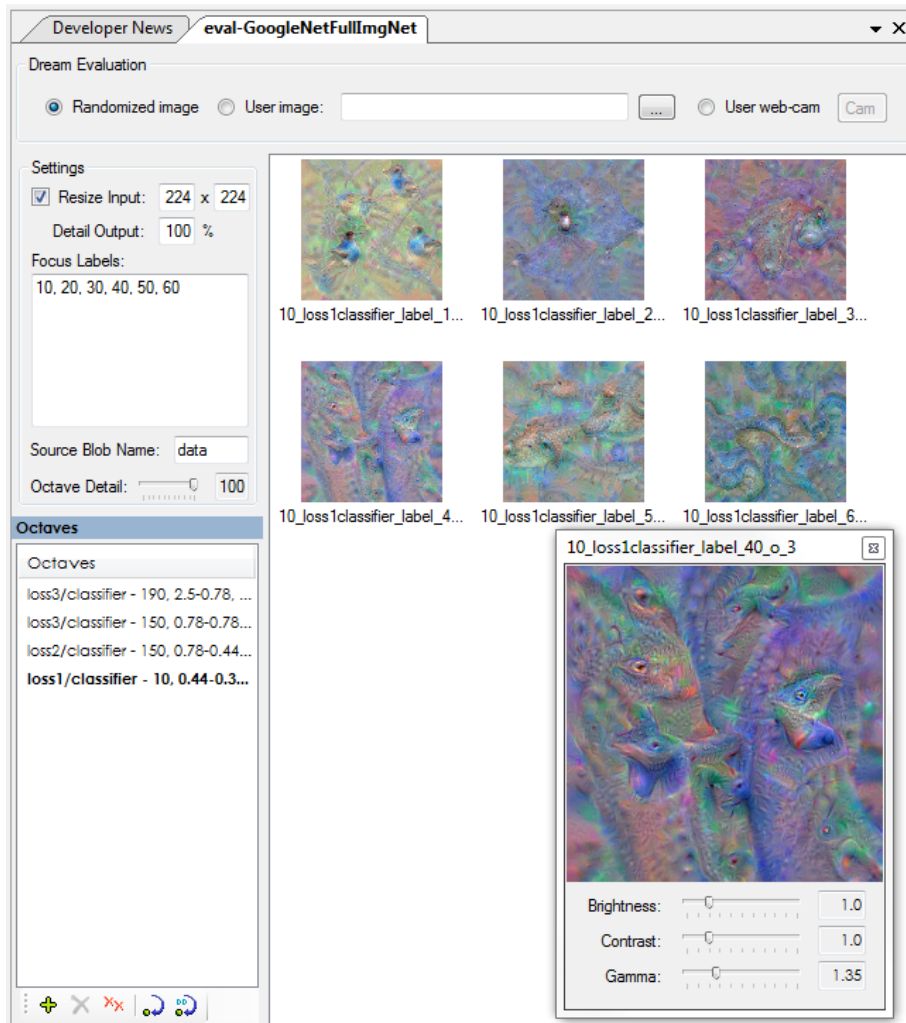 Developer News eval-GoogleNetFullImgNet
Dream Evaluation
Randomized image User image: ... User web-cam Cam
Settings
Resize Input: 224 x 224
Detail Output: 100 %
Focus Labels:
10, 20, 30, 40, 50, 60
Source Blob Name: data
Octave Detail: 100
10_loss1classifier_label_1... 10_loss1classifier_label_2... 10_loss1classifier_label_3...
10_loss1classifier_label_4... 10_loss1classifier_label_5... 10_loss1classifier_label_6...
Octaves
Octaves
loss3/classifier - 190, 2.5-0.78, ...
loss3/classifier - 150, 0.78-0.78...
loss2/classifier - 150, 0.78-0.44...
loss1/classifier - 10, 0.44-0.3...
10_loss1classifier_label_40_o_3
Brightness: 1.0
Contrast: 1.0
Gamma: 1.35